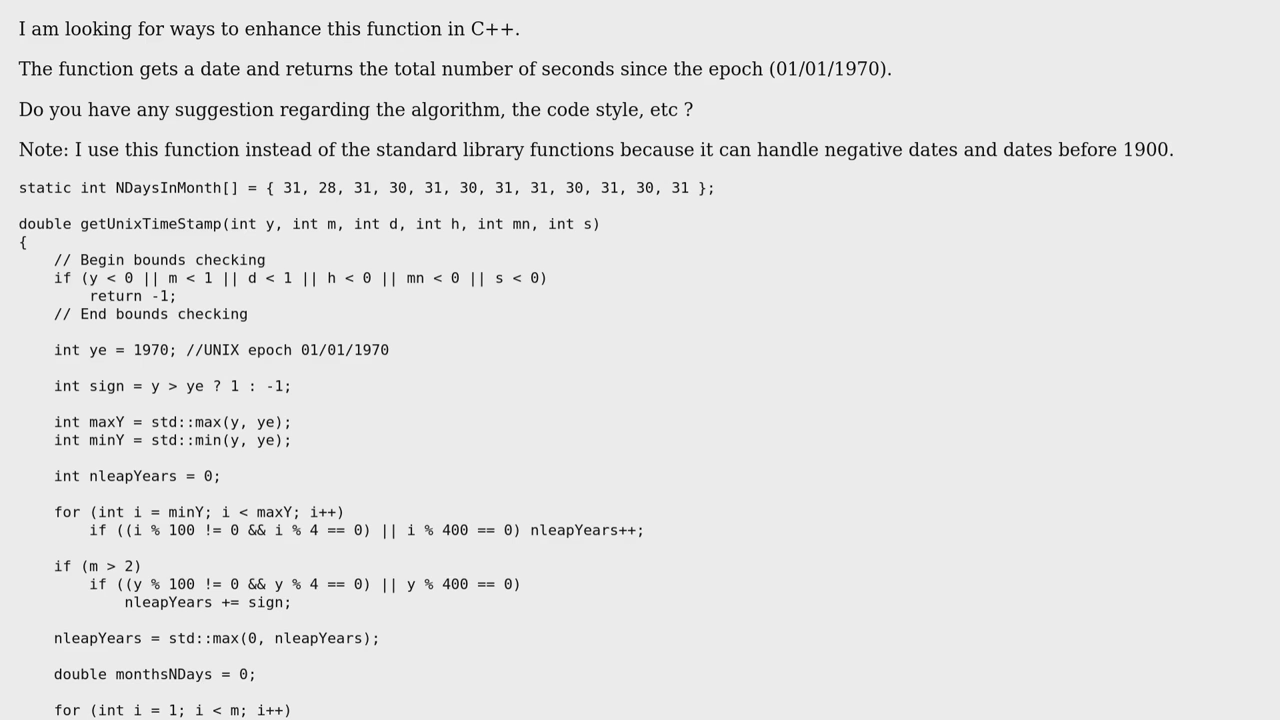 I am looking for ways to enhance this function in C++.
The function gets a date and returns the total number of seconds since the epoch (01/01/1970).
Do you have any suggestion regarding the algorithm, the code style, etc ?
Note: I use this function instead of the standard library functions because it can handle negative dates and dates before 1900.
static int NDaysInMonth[] = { 31, 28, 31, 30, 31, 30, 31, 31, 30, 31, 30, 31 };
double getUnixTimeStamp(int y, int m, int d, int h, int mn, int s)
{
    // Begin bounds checking
    if (y < 0 || m < 1 || d < 1 || h < 0 || mn < 0 || s < 0)
        return -1;
    // End bounds checking
    int ye = 1970; //UNIX epoch 01/01/1970
    int sign = y > ye ? 1 : -1;
    int maxY = std::max(y, ye);
    int minY = std::min(y, ye);
    int nleapYears = 0;
    for (int i = minY; i < maxY; i++)
        if ((i % 100 != 0 && i % 4 == 0) || i % 400 == 0) nleapYears++;
    if (m > 2)
        if ((y % 100 != 0 && y % 4 == 0) || y % 400 == 0)
            nleapYears += sign;
    nleapYears = std::max(0, nleapYears);
    double monthsNDays = 0;
    for (int i = 1; i < m; i++)